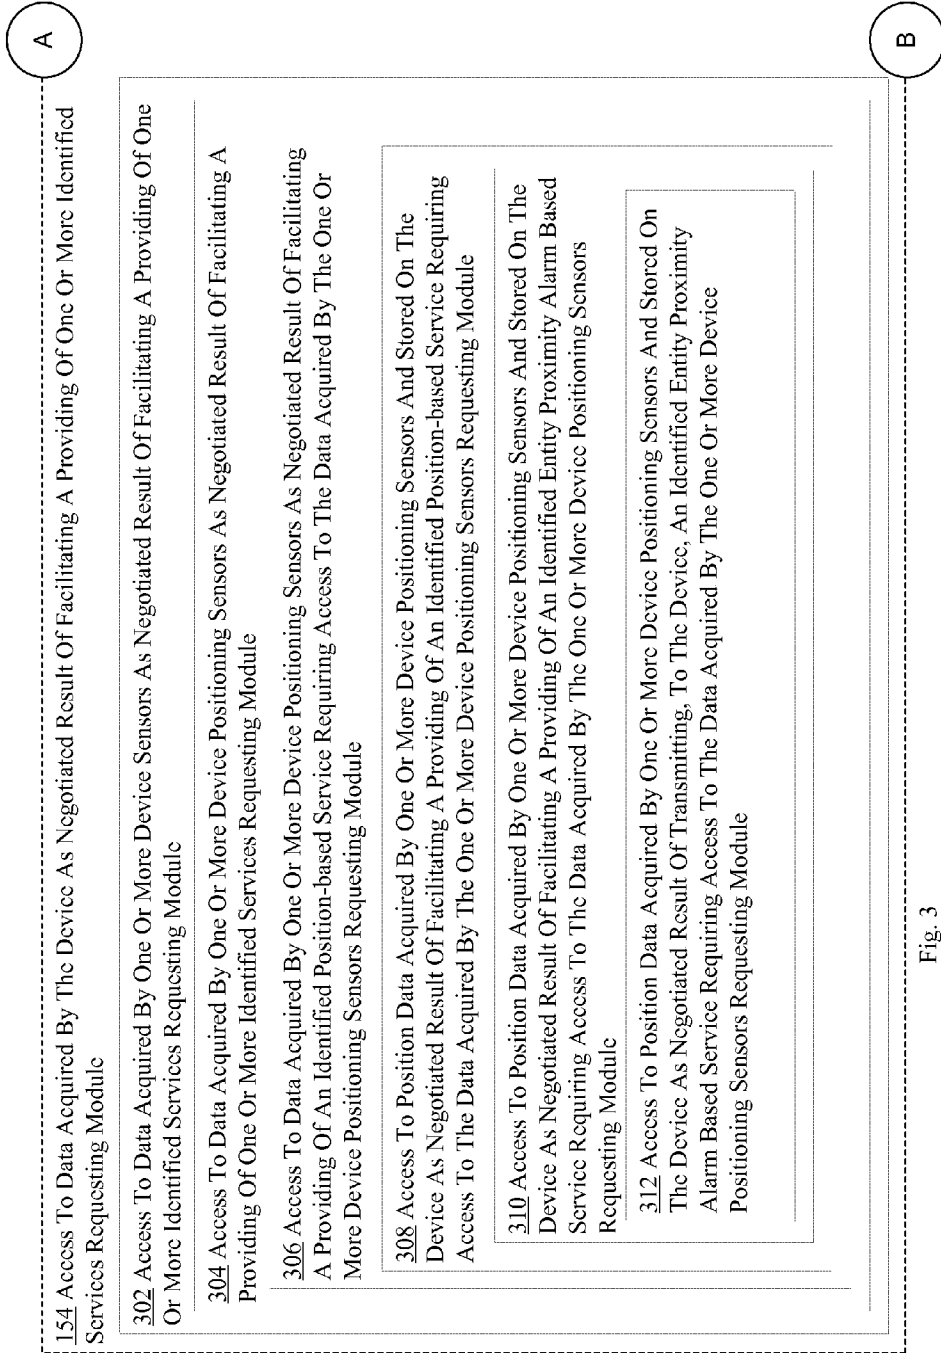 A
154 Access To Data Acquired By The Device As Negotiated Result Of Facilitating A Providing Of One Or More Identified
Services Requesting Module
302 Access To Data Acquired By One Or More Device Sensors As Negotiated Result Of Facilitating A Providing Of One
Or More Identified Services Requesting Module
304 Access To Data Acquired By One Or More Device Positioning Sensors As Negotiated Result Of Facilitating A
Providing Of One Or More Identified Services Requesting Module
306 Access To Data Acquired By One Or More Device Positioning Sensors As Negotiated Result Of Facilitating
A Providing Of An Identified Position-based Service Requiring Access To The Data Acquired By The One Or
More Device Positioning Sensors Requesting Module
308 Access To Position Data Acquired By One Or More Device Positioning Sensors And Stored On The
Device As Negotiated Result Of Facilitating A Providing Of An Identified Position-based Service Requiring
Access To The Data Acquired By The One Or More Device Positioning Sensors Requesting Module
310 Access To Position Data Acquired By One Or More Device Positioning Sensors And Stored On The
Device As Negotiated Result Of Facilitating A Providing Of An Identified Entity Proximity Alarm Based
Service Requiring Access To The Data Acquired By The One Or More Device Positioning Sensors
Requesting Module
312 Access To Position Data Acquired By One Or More Device Positioning Sensors And Stored On
The Device As Negotiated Result Of Transmitting, To The Device, An Identified Entity Proximity
Alarm Based Service Requiring Access To The Data Acquired By The One Or More Device
Positioning Sensors Requesting Module
B
Fig. 3